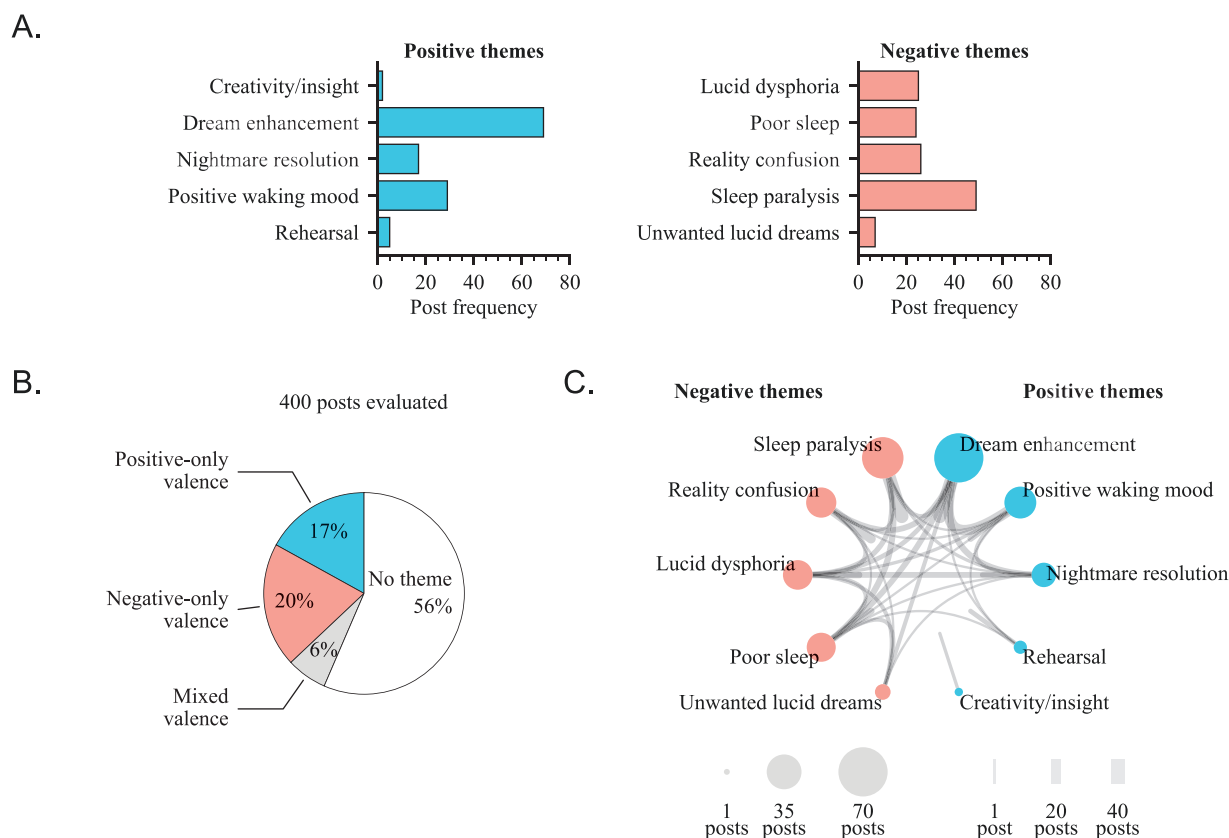 A.
Positive themes
Creativity/insight
Dream enhancement
Nightmare resolution
Positive waking mood
Rehearsal
0 20 40 60 80
Post frequency
Negative themes
Lucid dysphoria
Poor sleep
Reality confusion
Sleep paralysis
Unwanted lucid dreams
0 20 40 60 80
Post frequency
B.
400 posts evaluated
Positive-only
valence
17%
Negative-only
valence
20%
Mixed
valence
6%
No theme
56%
C.
Negative themes
Positive themes
Sleep paralysis
Dream enhancement
Reality confusion
Positive waking mood
Lucid dysphoria
Nightmare resolution
Poor sleep
Rehearsal
Unwanted lucid dreams
Creativity/insight
1
posts
35
posts
70
posts
1
post
20
posts
40
posts